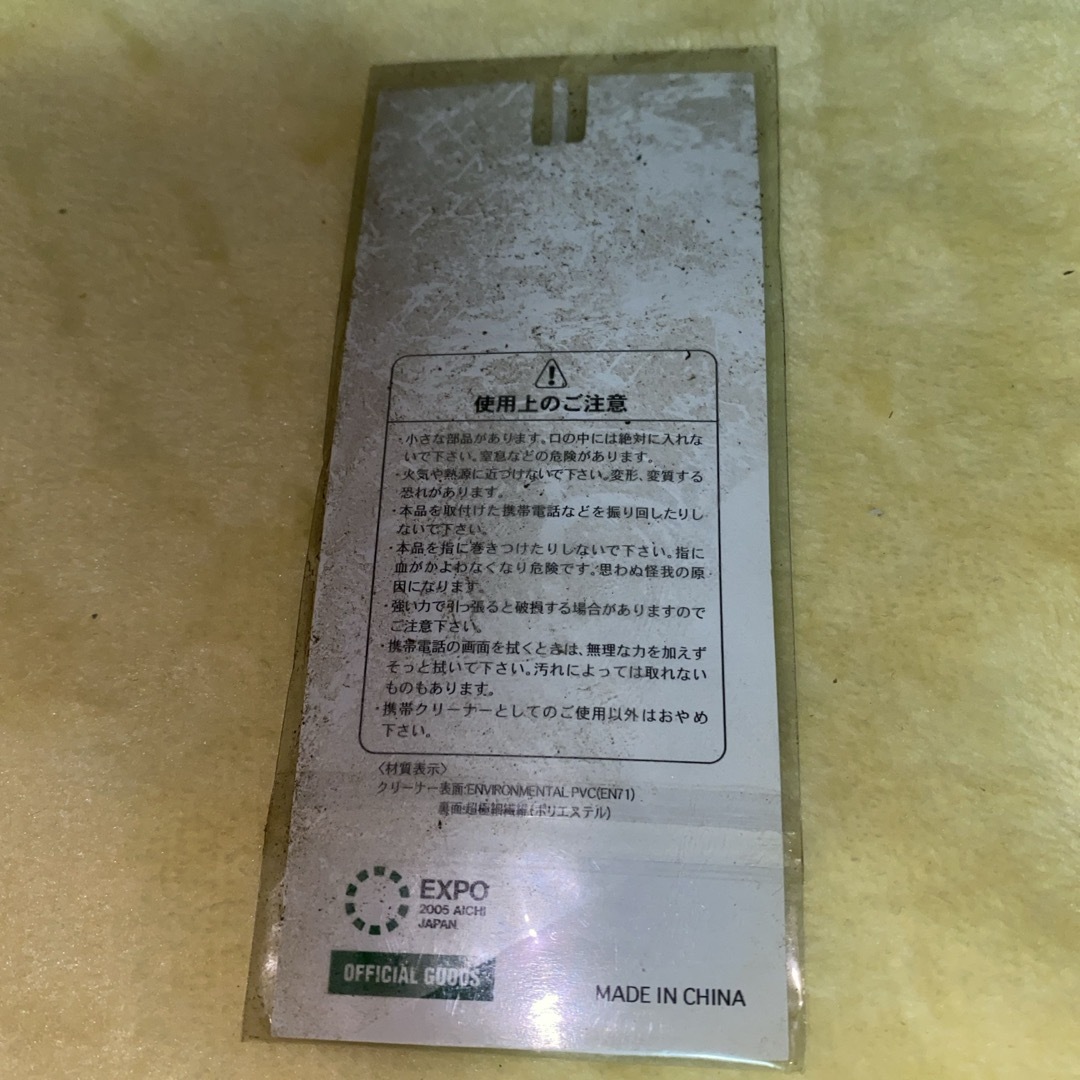 使用上のご注意
・小さな部品があります。口の中には絶対に入れな
いで下さい。窒息などの危険があります。
・火気や熱源に近づけないで下さい。変形、変質する
恐れがあります。
・本品を取付けた携帯電話などを振り回したりし
ないで下さい。
・本品を指に巻きつけたりしないで下さい。指に
血がかよわなくなり危険です。思わぬ怪我の原
因になります。
・強い力で引っ張ると破損する場合がありますので
ご注意下さい。
・携帯電話の画面を拭くときは、無理な力を加えず
そっと拭いて下さい。汚れによっては取れない
ものもあります。
・携帯クリーナーとしてのご使用以外はおやめ
下さい。
〈材質表示〉
クリーナー表面:ENVIRONMENTAL PVC(EN71)
裏面:超極細繊維(ポリエステル)
EXPO
2005 AICHI
JAPAN
OFFICIAL GOODS
MADE IN CHINA